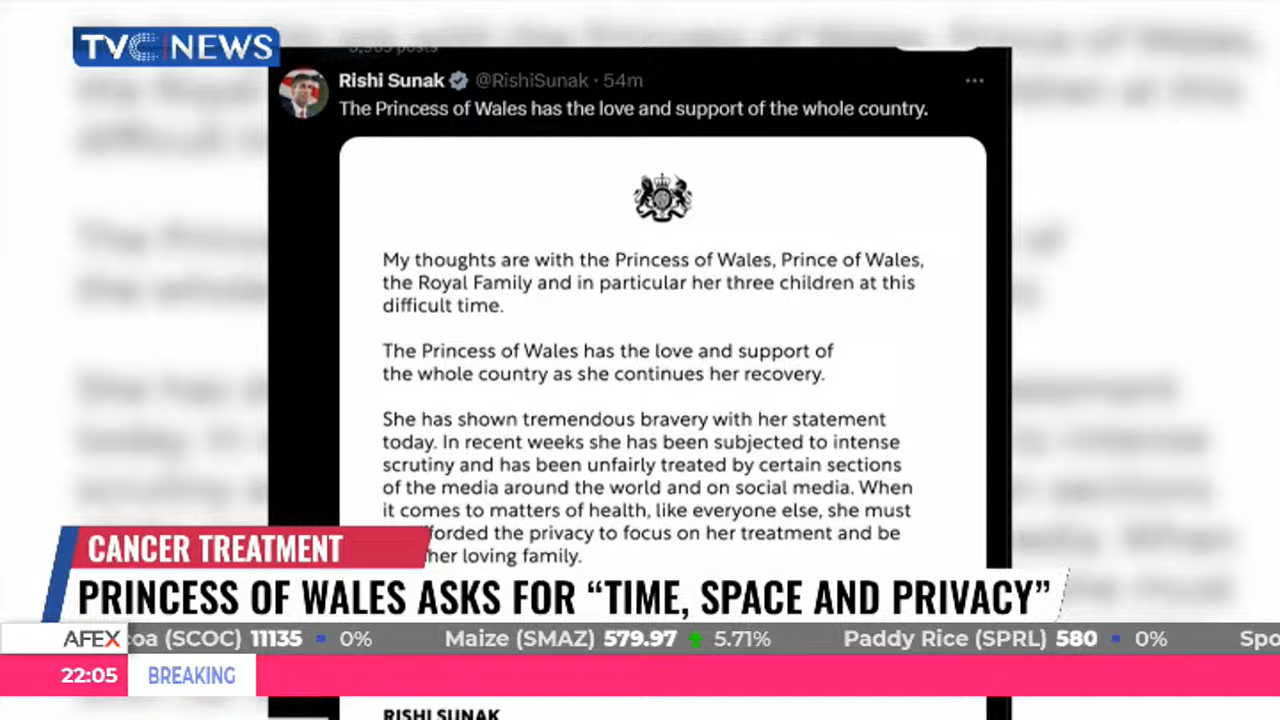 TVC NEWS
Rishi Sunak @RishiSunak · 54m
The Princess of Wales has the love and support of the whole country.
My thoughts are with the Princess of Wales, Prince of Wales,
the Royal Family and in particular her three children at this
difficult time.
The Princess of Wales has the love and support of
the whole country as she continues her recovery.
She has shown tremendous bravery with her statement
today. In recent weeks she has been subjected to intense
scrutiny and has been unfairly treated by certain sections
of the media around the world and on social media. When
it comes to matters of health, like everyone else, she must
forded the privacy to focus on her treatment and be
her loving family.
CANCER TREATMENT
PRINCESS OF WALES ASKS FOR “TIME, SPACE AND PRIVACY”
AFEX coa (SCOC) 11135 0% Maize (SMAZ) 579.97 5.71% Paddy Rice (SPRL) 580 0% Spo
22:05 BREAKING
RISHI SUNAK